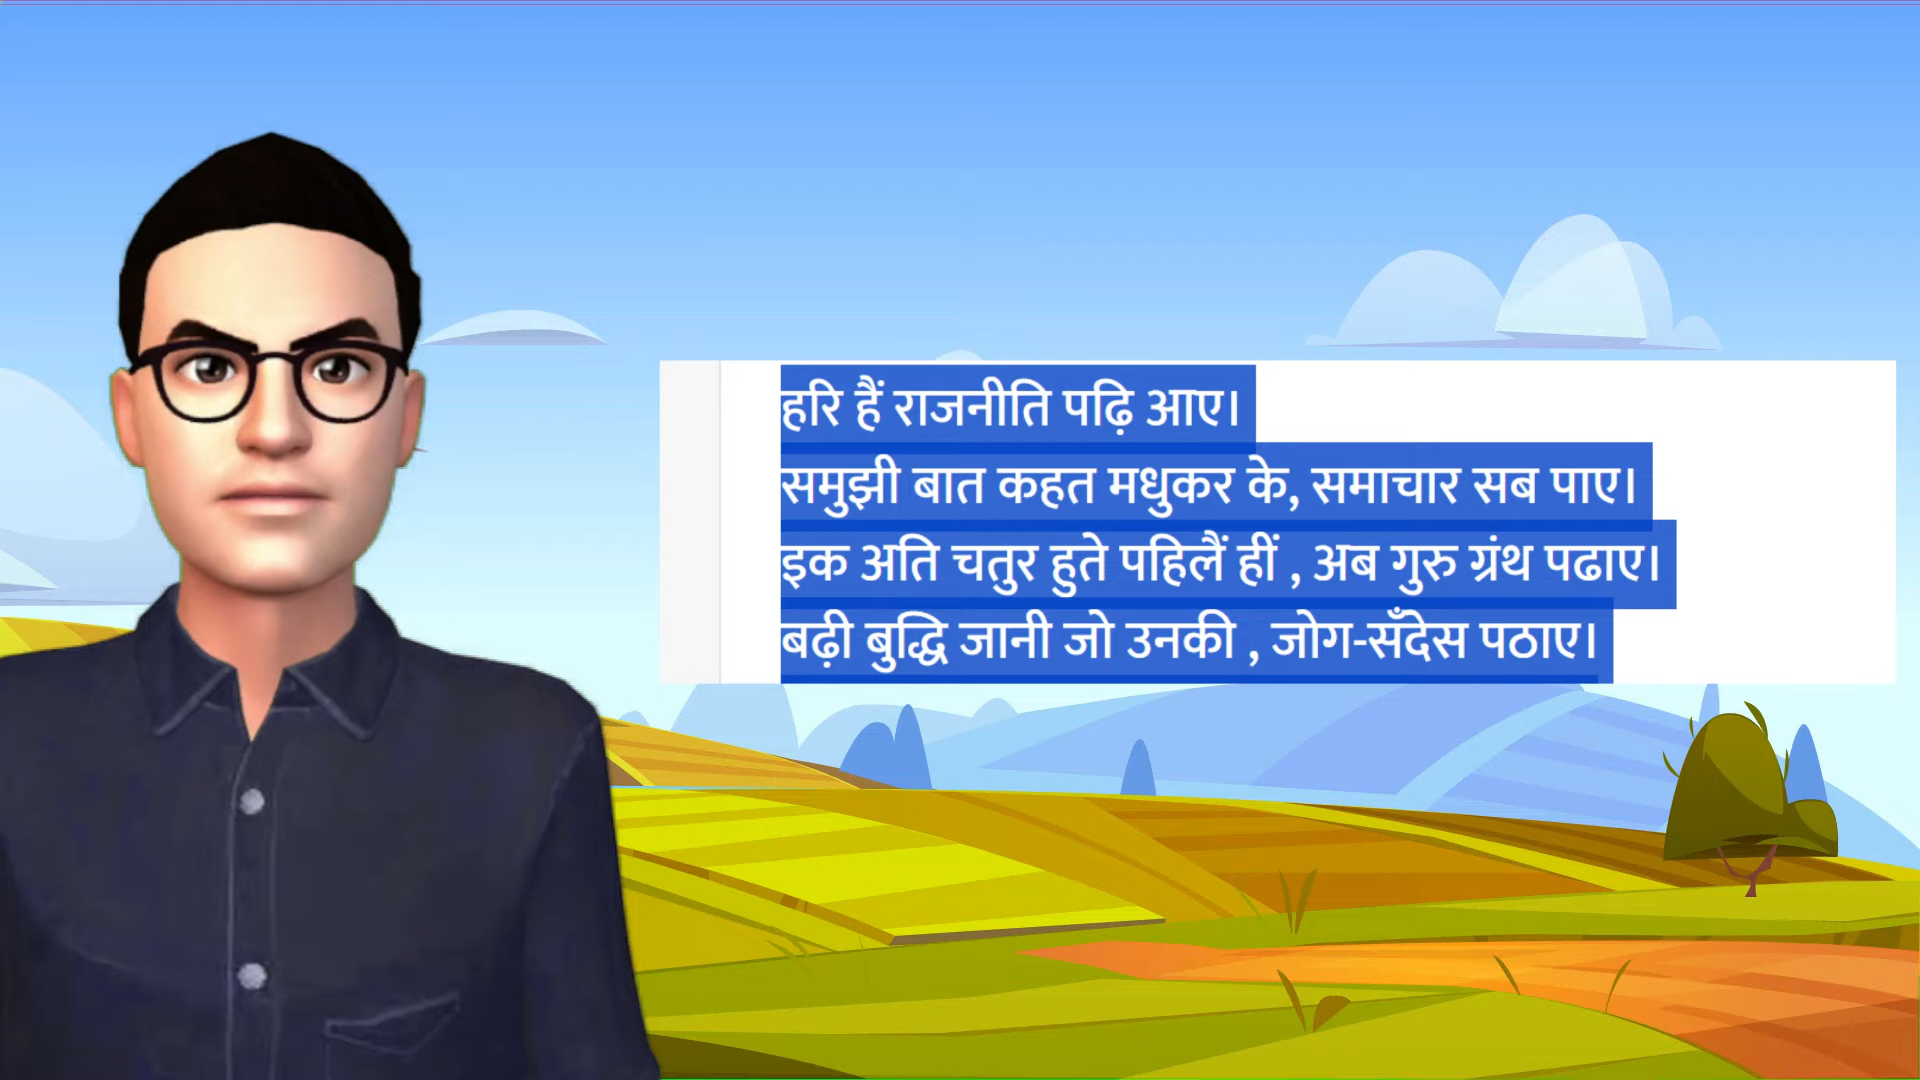 हरि हैं राजनीति पढ़ि आए।
समुझी बात कहत मधुकर के, समाचार सब पाए।
इक अति चतुर हुते पहिलैं हीं , अब गुरु ग्रंथ पढाए।
बढ़ी बुद्धि जानी जो उनकी , जोग-सँदेस पठाए।